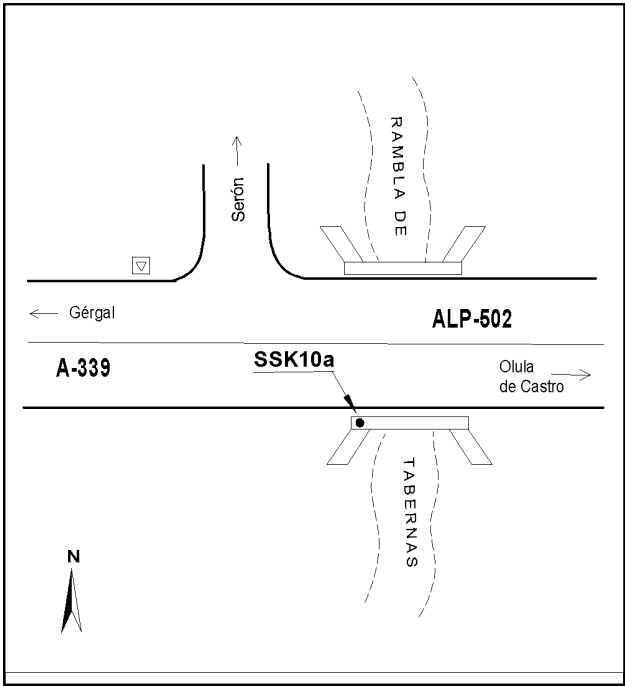 RAMBLA DE
Serón
Gérgal
ALP-502
A-339
SSK10a
Olula
de Castro
TABERNAS
N